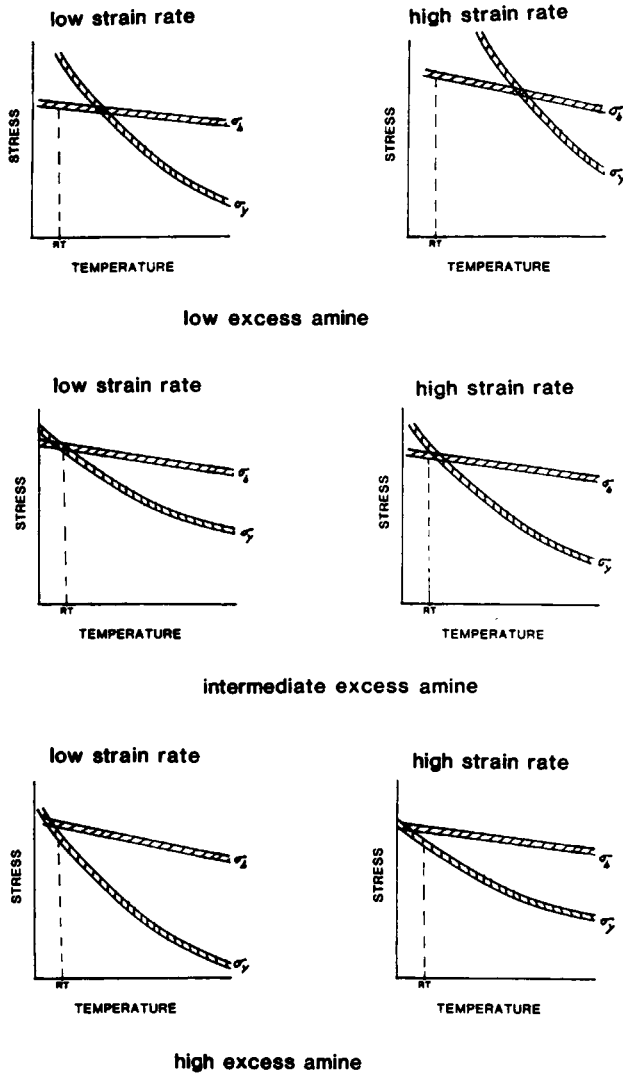 low strain rate
high strain rate
STRESS
σb
σy
RT
TEMPERATURE
STRESS
σb
σy
RT
TEMPERATURE
low excess amine
low strain rate
high strain rate
STRESS
σb
σy
RT
TEMPERATURE
STRESS
σb
σy
RT
TEMPERATURE
intermediate excess amine
low strain rate
high strain rate
STRESS
σb
σy
RT
TEMPERATURE
STRESS
σb
σy
RT
TEMPERATURE
high excess amine